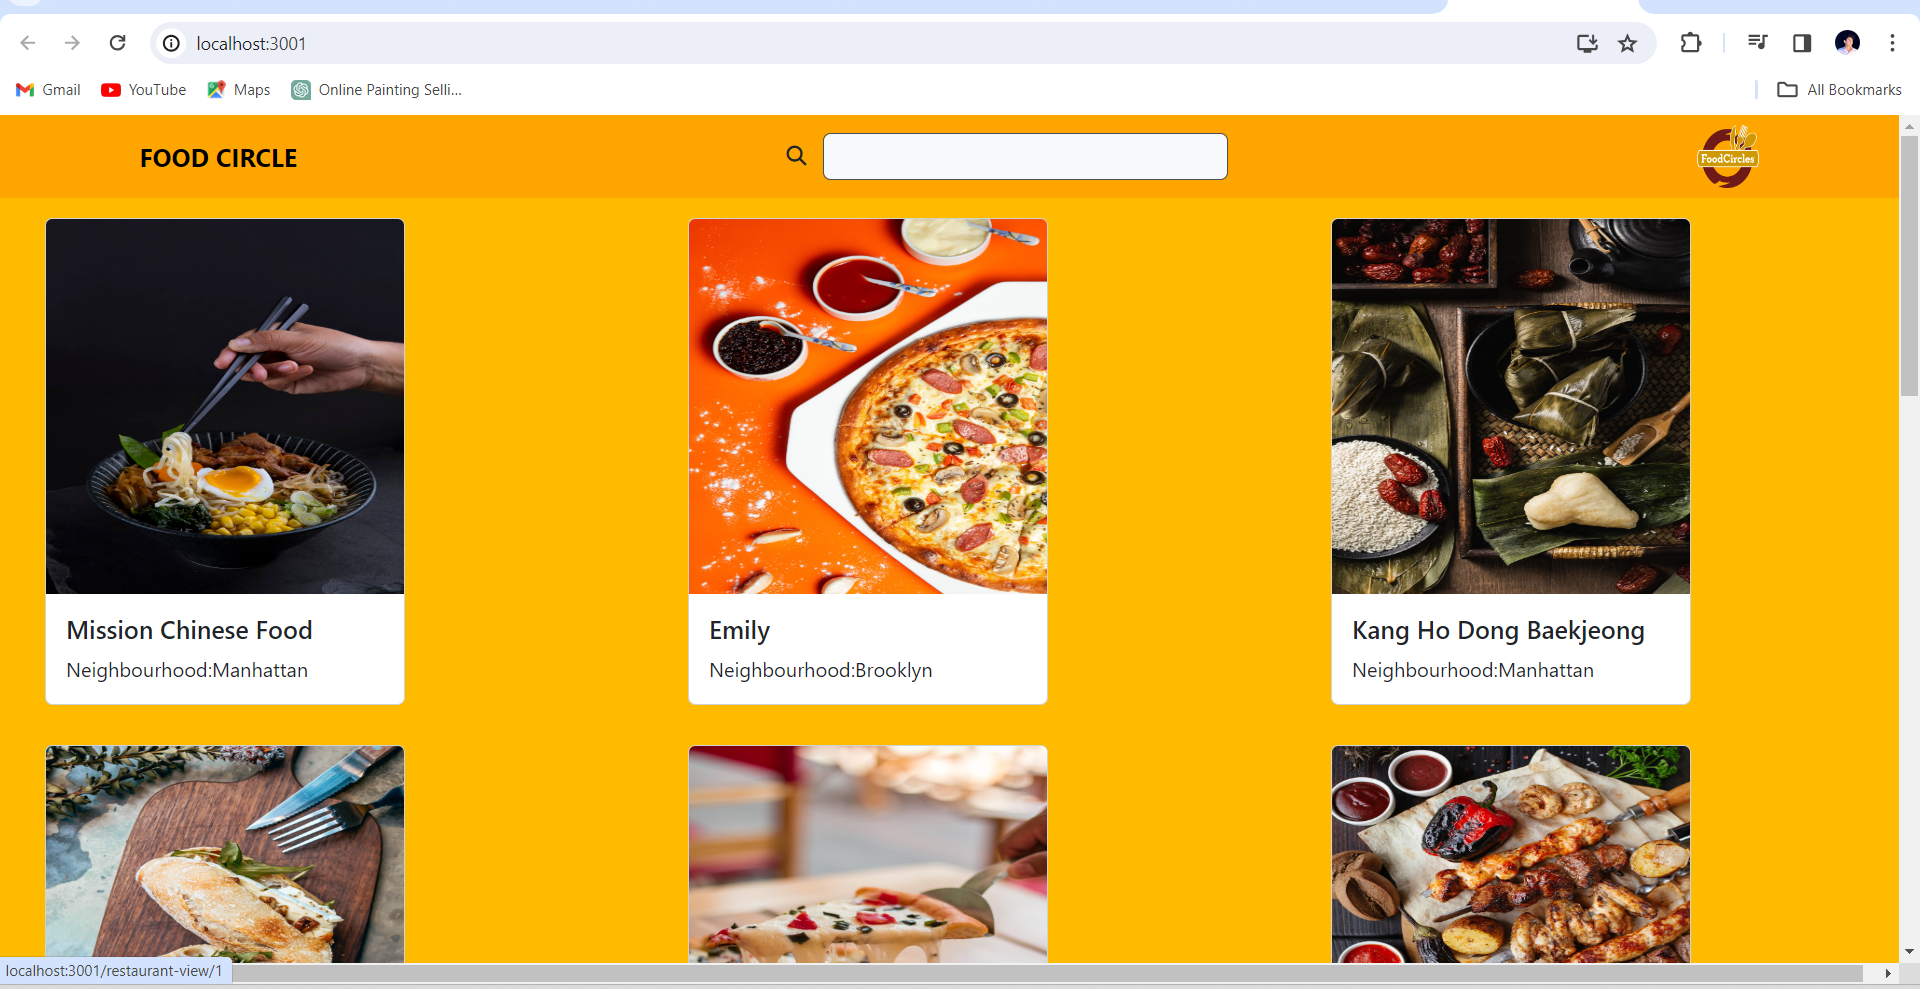 localhost:3001
Gmail
YouTube
Maps
Online Painting Selli...
All Bookmarks
FOOD CIRCLE
FoodCircles
Mission Chinese Food
Neighbourhood:Manhattan
Emily
Neighbourhood:Brooklyn
Kang Ho Dong Baekjeong
Neighbourhood:Manhattan
localhost:3001/restaurant-view/1